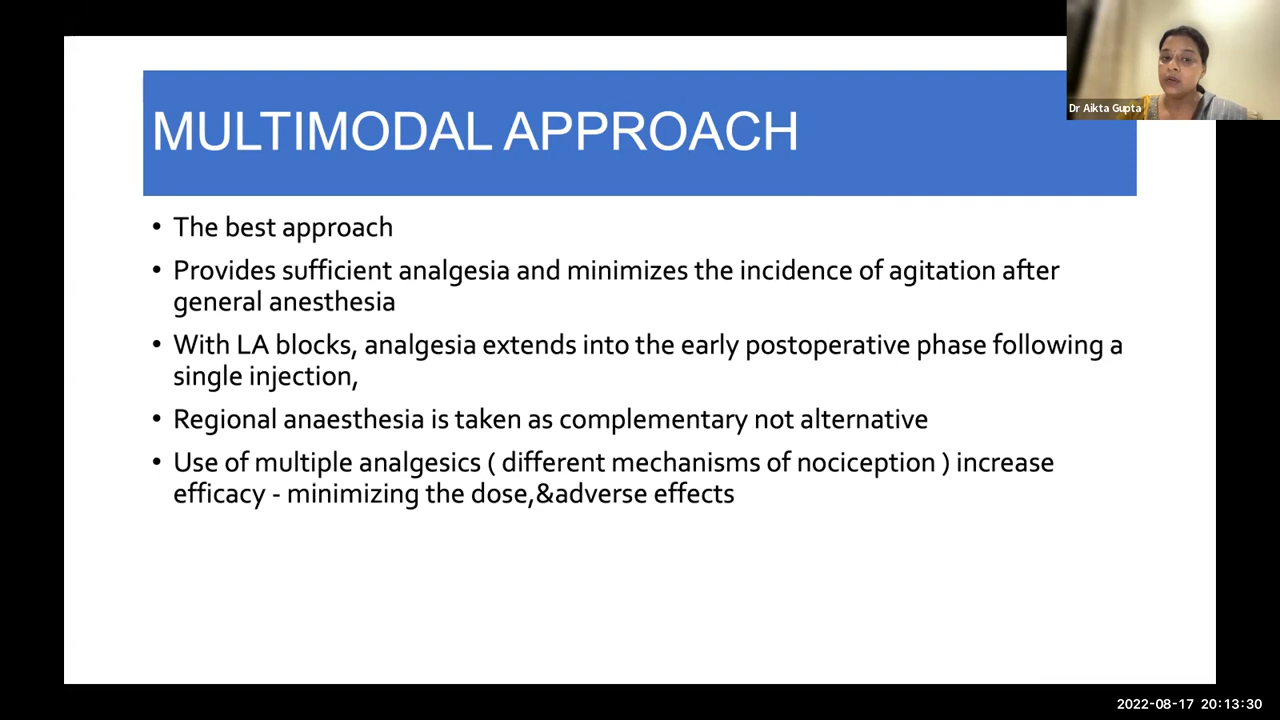 Dr Aikta Gupta
MULTIMODAL APPROACH
• The best approach
• Provides sufficient analgesia and minimizes the incidence of agitation after
general anesthesia
• With LA blocks, analgesia extends into the early postoperative phase following a
single injection,
• Regional anaesthesia is taken as complementary not alternative
• Use of multiple analgesics ( different mechanisms of nociception ) increase
efficacy - minimizing the dose,&adverse effects
2022-08-17 20:13:30